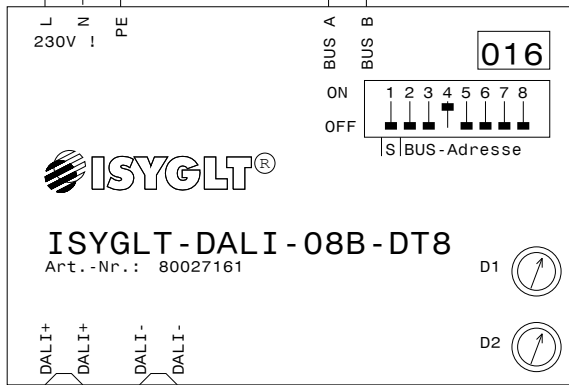 L N PE BUS A BUS B
230V !
016
ON 1 2 3 4 5 6 7 8
OFF
S BUS-Adresse
ISYGLT®
ISYGLT-DALI-08B-DT8
Art.-Nr.: 80027161
D1
D2
DALI+ DALI+ DALI- DALI-